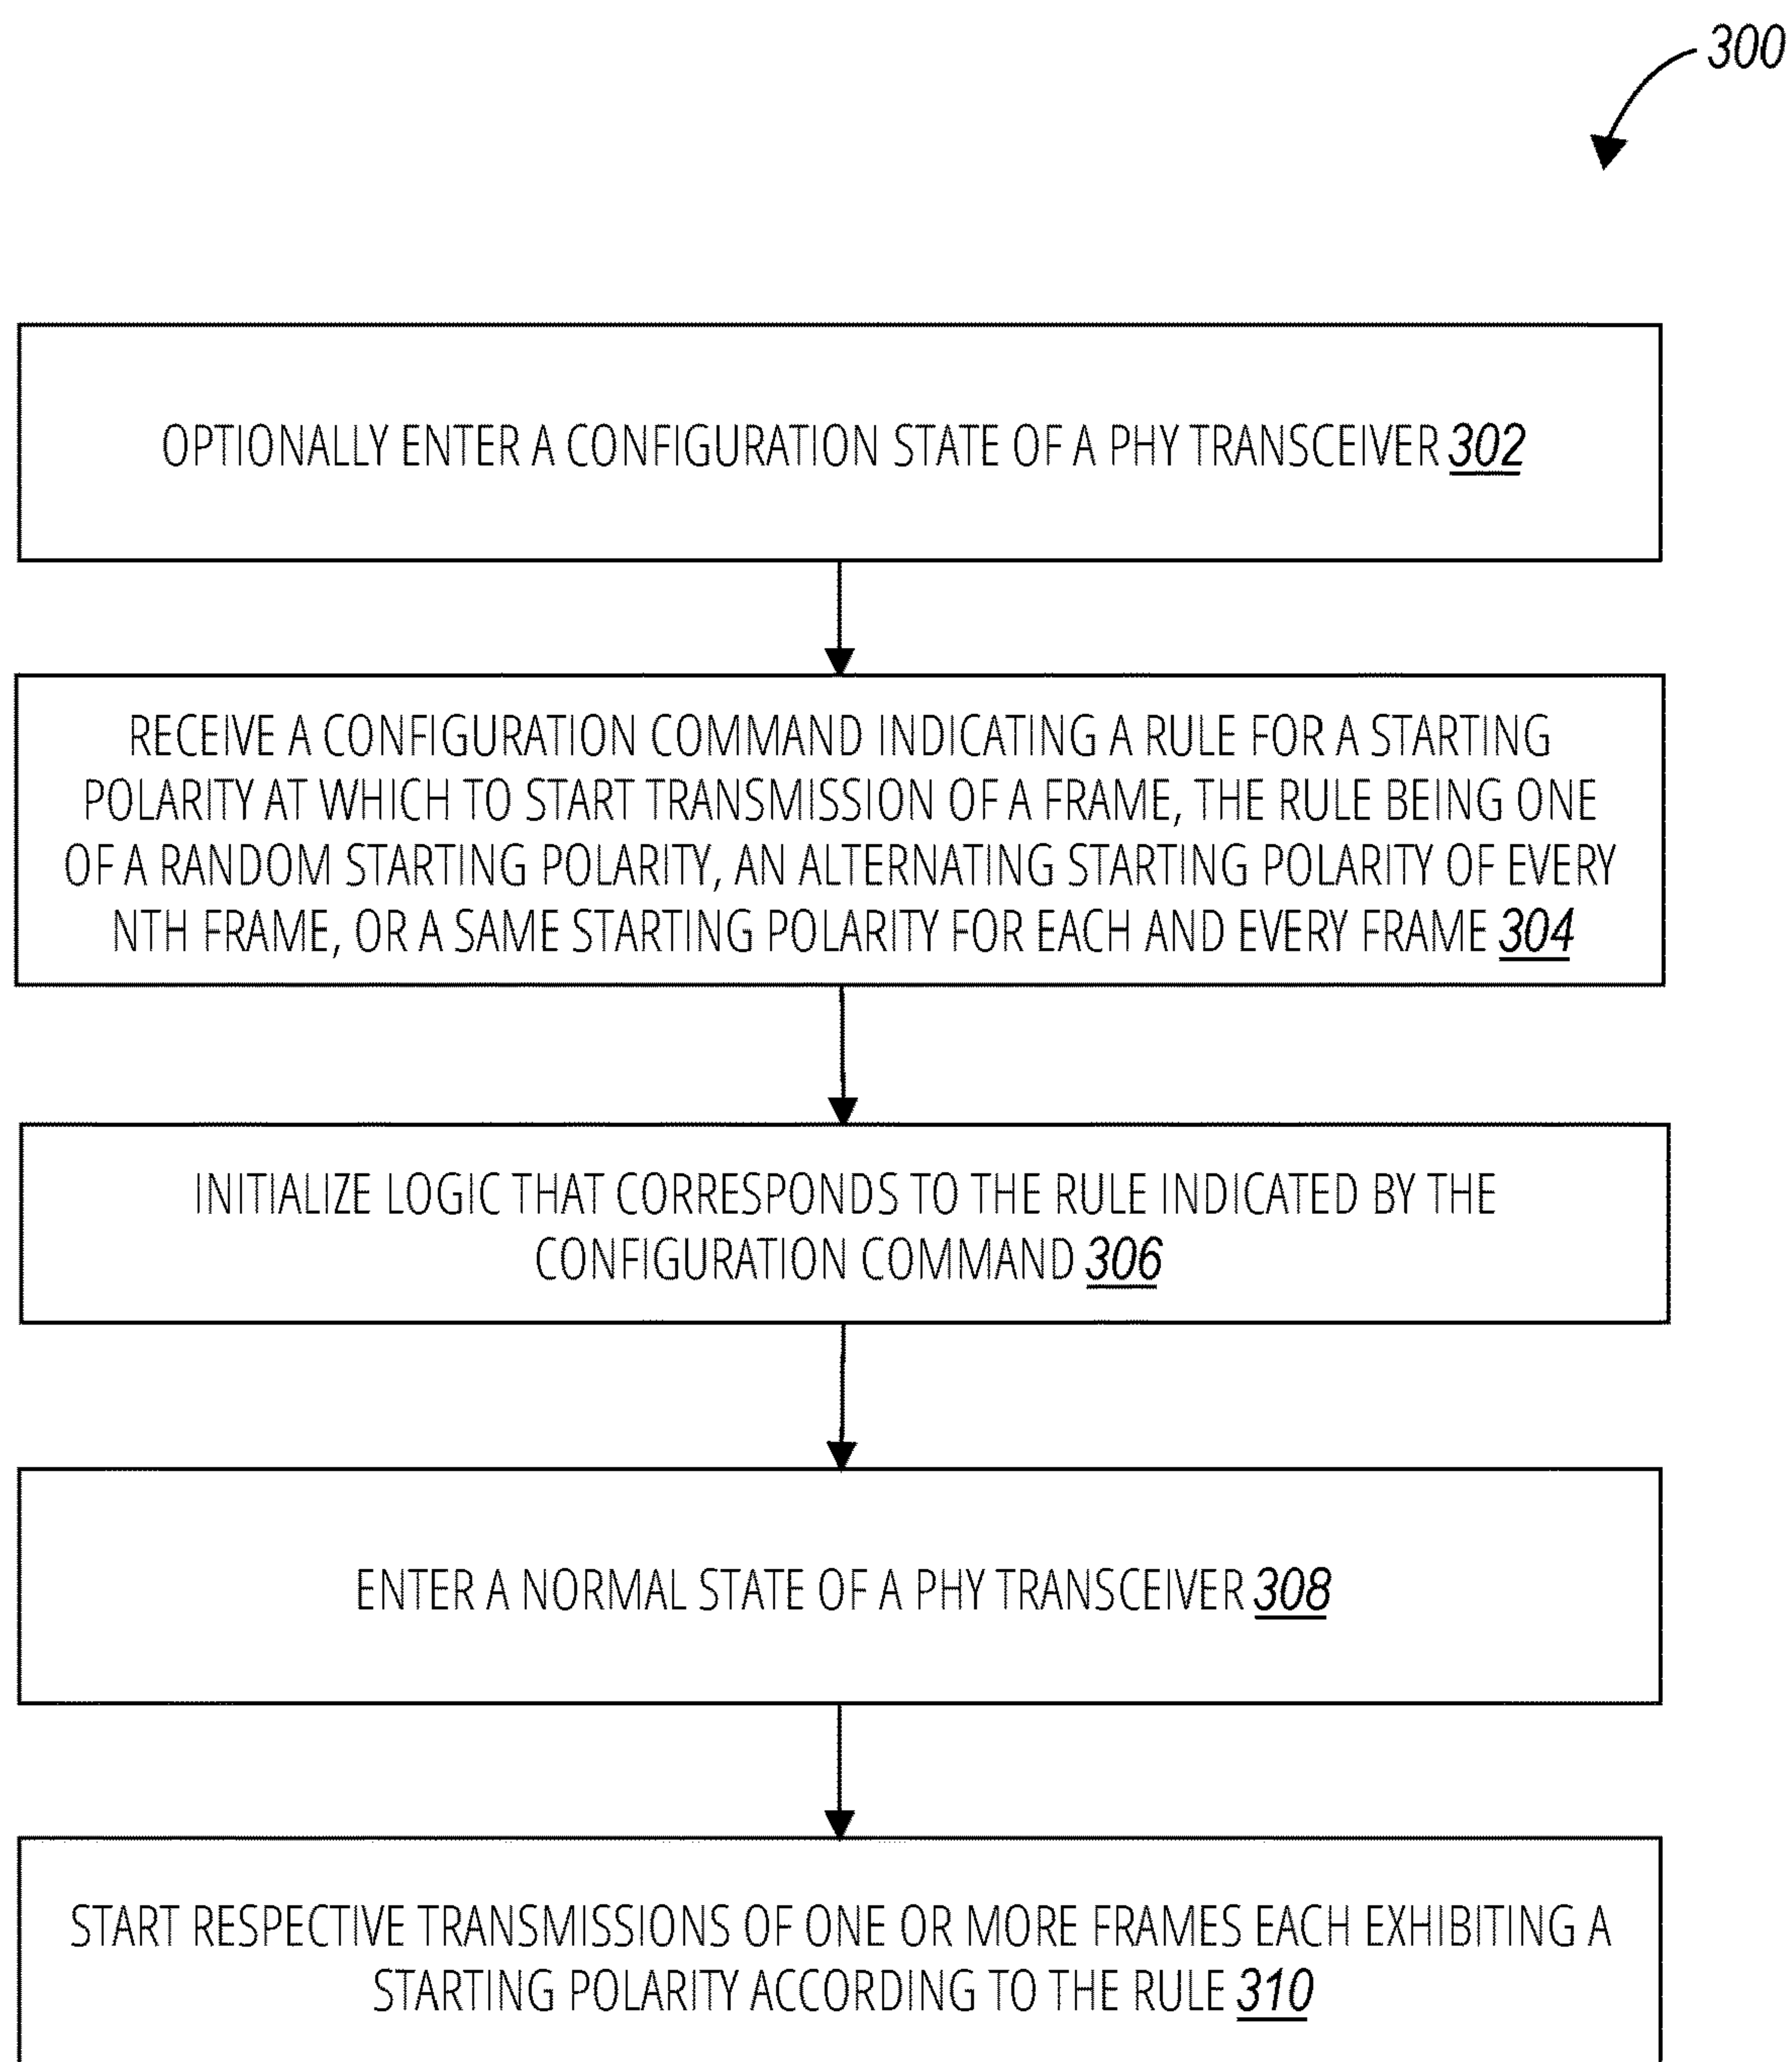 300
OPTIONALLY ENTER A CONFIGURATION STATE OF A PHY TRANSCEIVER 302
RECEIVE A CONFIGURATION COMMAND INDICATING A RULE FOR A STARTING
POLARITY AT WHICH TO START TRANSMISSION OF A FRAME, THE RULE BEING ONE
OF A RANDOM STARTING POLARITY, AN ALTERNATING STARTING POLARITY OF EVERY
NTH FRAME, OR A SAME STARTING POLARITY FOR EACH AND EVERY FRAME 304
INITIALIZE LOGIC THAT CORRESPONDS TO THE RULE INDICATED BY THE
CONFIGURATION COMMAND 306
ENTER A NORMAL STATE OF A PHY TRANSCEIVER 308
START RESPECTIVE TRANSMISSIONS OF ONE OR MORE FRAMES EACH EXHIBITING A
STARTING POLARITY ACCORDING TO THE RULE 310